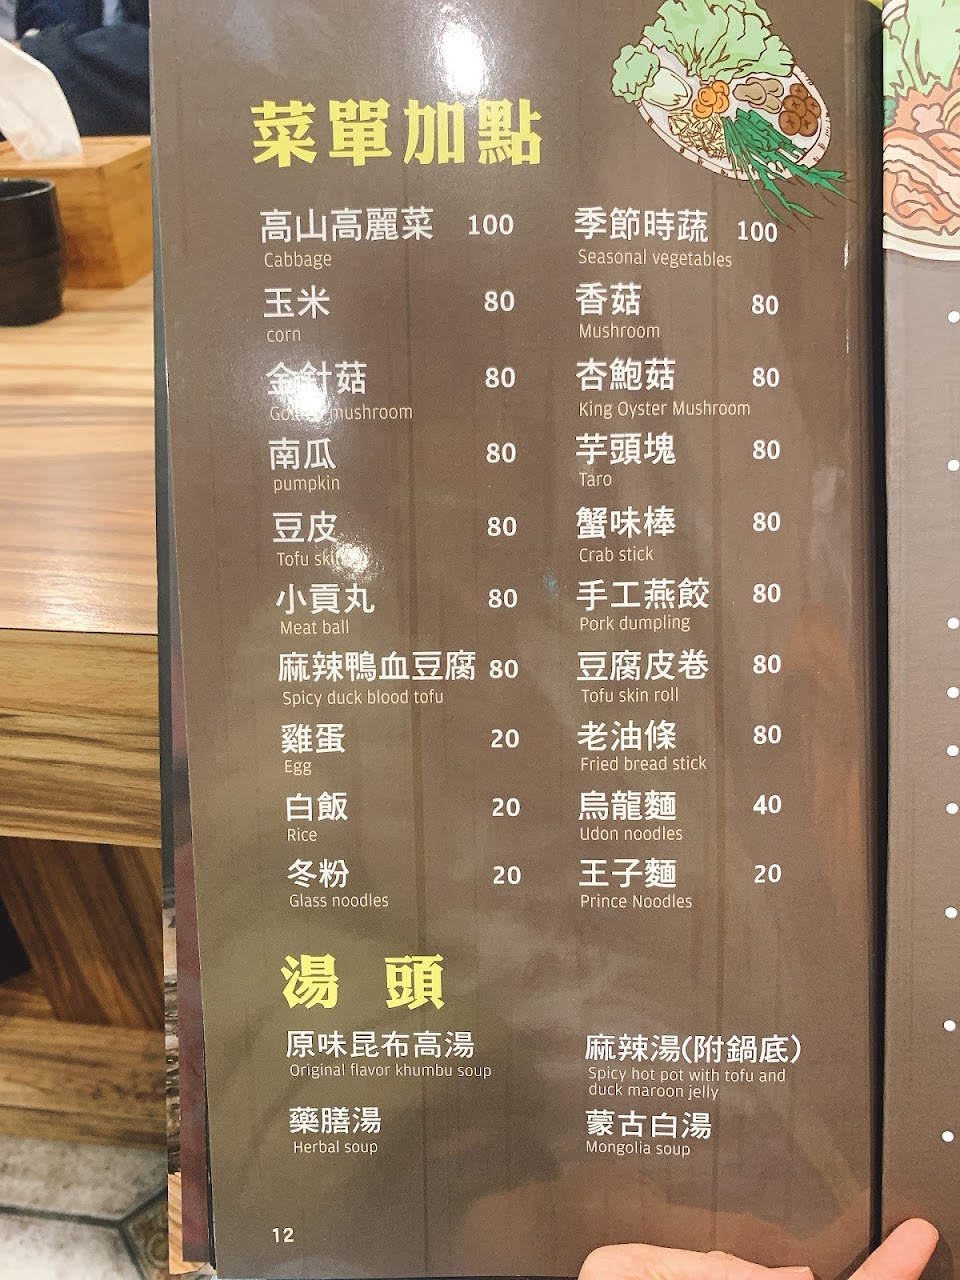 菜單加點
高山高麗菜 100
Cabbage
玉米 80
corn
金針菇 80
mushroom
南瓜 80
pumpkin
豆皮 80
Tofu
小貢丸 80
Meat ball
麻辣鴨血豆腐 80
Spicy duck blood tofu
雞蛋 20
Egg
白飯 20
Rice
冬粉 20
Glass noodles
季節時蔬 100
Seasonal vegetables
香菇 80
Mushroom
杏鮑菇 80
King Oyster Mushroom
芋頭塊 80
Taro
蟹味棒 80
Crab stick
手工燕餃 80
Pork dumpling
豆腐皮卷 80
Tofu skin roll
老油條 80
Fried bread stick
烏龍麵 40
Udon noodles
王子麵 20
Prince Noodles
湯 頭
原味昆布高湯
Original flavor khumbu soup
藥膳湯
Herbal soup
麻辣湯(附鍋底)
Spicy hot pot with tofu and
duck maroon jelly
蒙古白湯
Mongolia soup
12